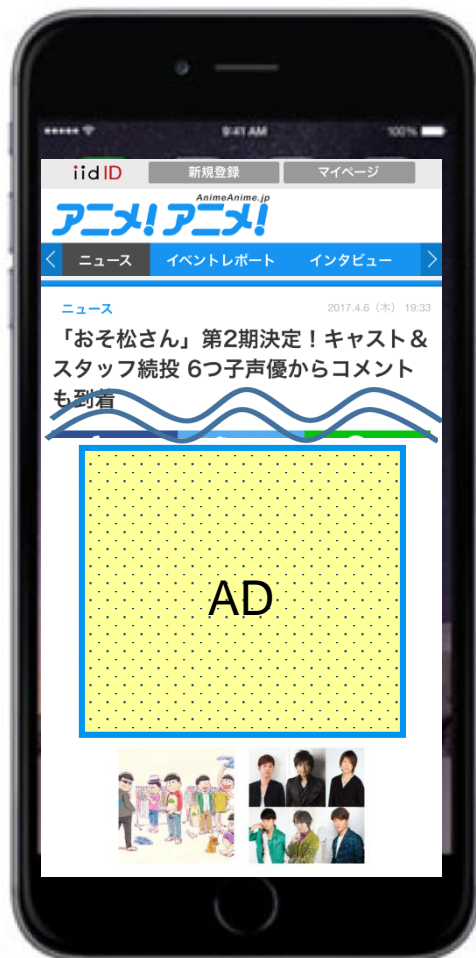 9:41 AM
100%
iid ID
新規登録
マイページ
AnimeAnime.jp
アニメ!アニメ!
ニュース
イベントレポート
インタビュー
ニュース
2017.4.6(木) 19:33
「おそ松さん」第2期決定!キャスト&
スタッフ続投 6つ子声優からコメント
も到着
AD